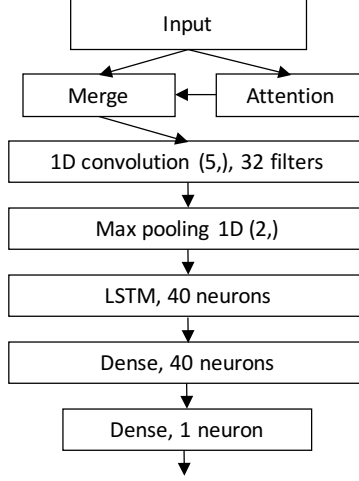 Input
Merge
Attention
1D convolution (5,), 32 filters
Max pooling 1D (2,)
LSTM, 40 neurons
Dense, 40 neurons
Dense, 1 neuron